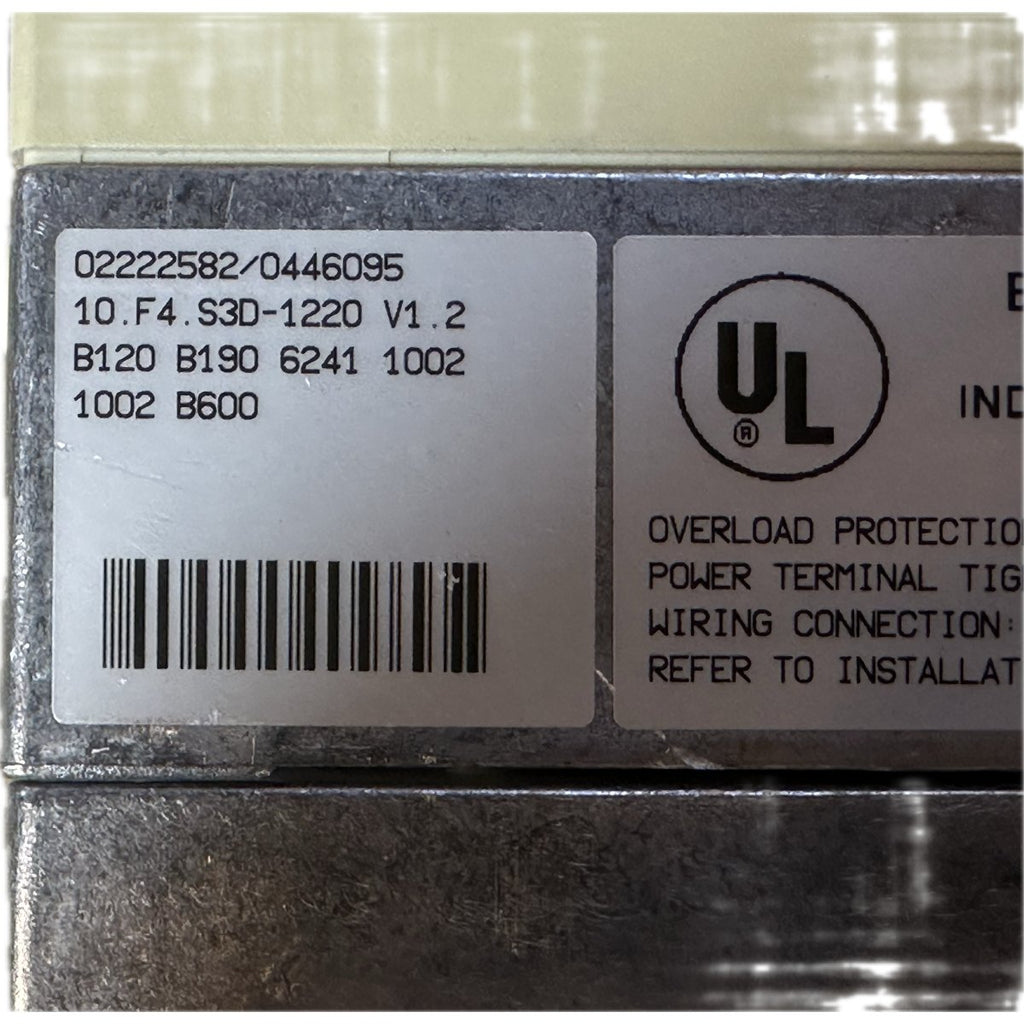 02222582/0446095
10.F4.S3D-1220 V1.2
B120 B190 6241 1002
1002 B600
UL
®
IND
OVERLOAD PROTECTIO
POWER TERMINAL TIG
WIRING CONNECTION:
REFER TO INSTALLAT